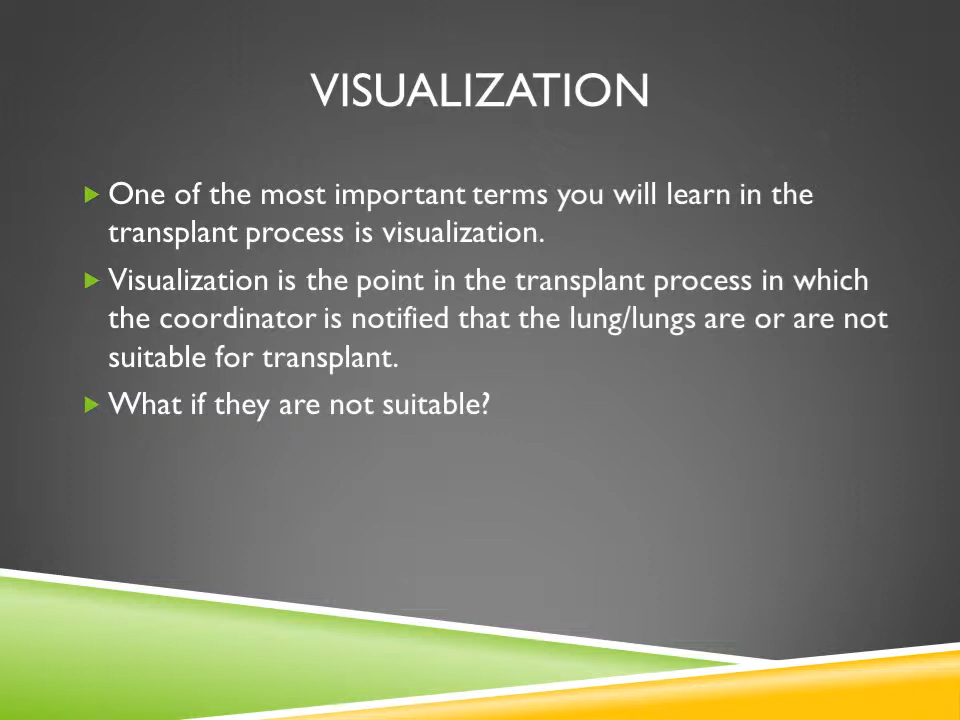 VISUALIZATION
One of the most important terms you will learn in the
transplant process is visualization.
Visualization is the point in the transplant process in which
the coordinator is notified that the lung/lungs are or are not
suitable for transplant.
What if they are not suitable?